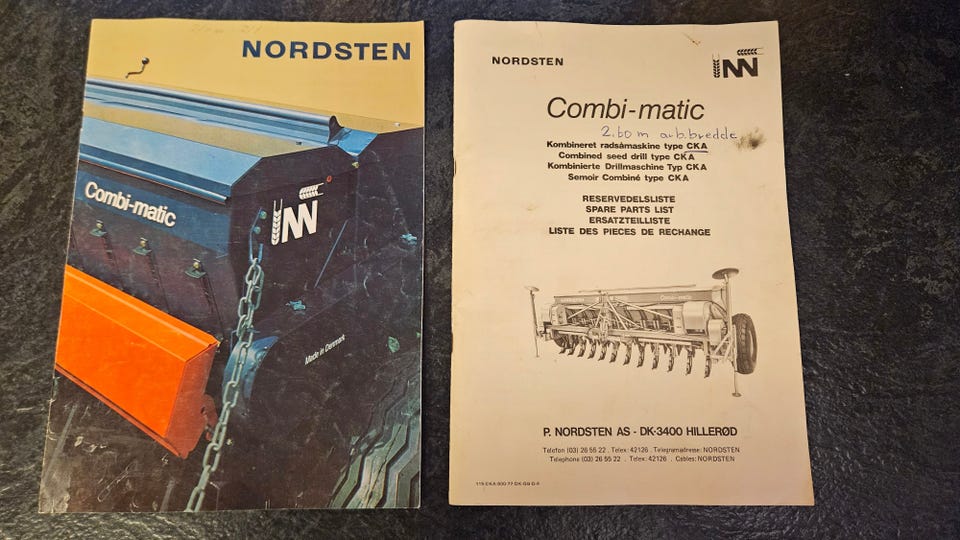 NORDSTEN
Combi-matic
Made in Denmark
NORDSTEN
Combi-matic
2.60 m arb.bredde
Kombineret radsåmaskine type CKA
Combined seed drill type CKA
Kombinierte Drillmaschine Typ CKA
Semoir Combiné type CKA
RESERVEDELSLISTE
SPARE PARTS LIST
ERSATZTEILLISTE
LISTE DES PIECES DE RECHANGE
NORDSTEN
Combi-matic
P. NORDSTEN AS - DK-3400 HILLERØD
Telefon (03) 26 55 22 . Telex: 42126 . Telegramadresse: NORDSTEN
Telephone (03) 26 55 22 . Telex: 42126 . Cables: NORDSTEN